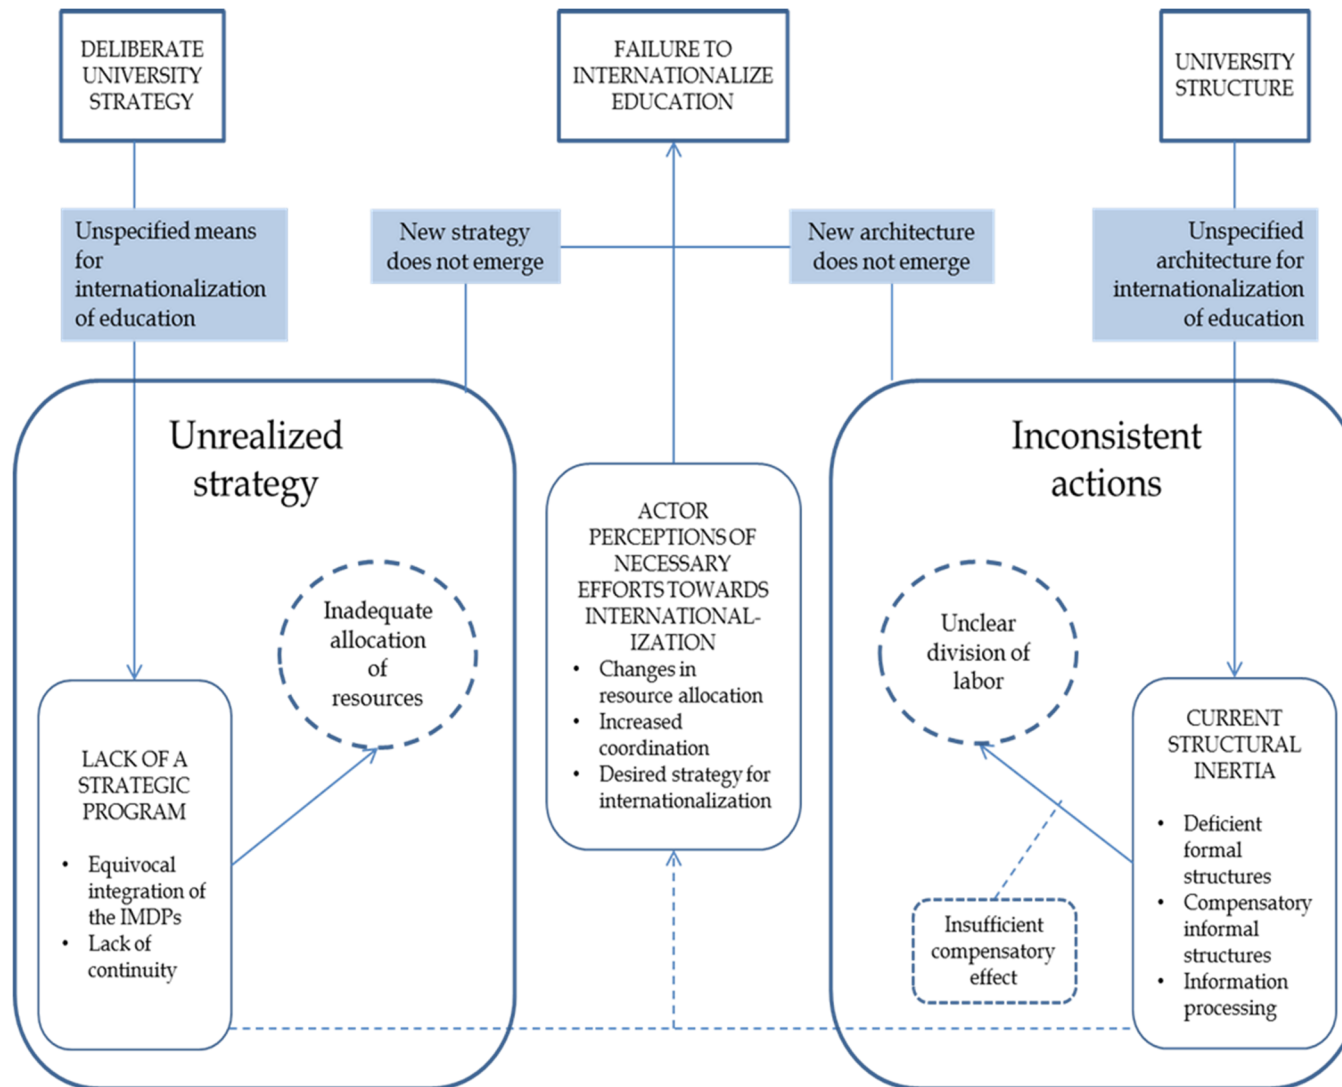 DELIBERATE
UNIVERSITY
STRATEGY
FAILURE TO
INTERNATIONALIZE
EDUCATION
UNIVERSITY
STRUCTURE
Unspecified means
for
internationalization
of education
New strategy
does not emerge
New architecture
does not emerge
Unspecified
architecture for
internationalization
of education
Unrealized
strategy
Inadequate
allocation
of
resources
LACK OF A
STRATEGIC
PROGRAM
• Equivocal
integration of
the IMDPs
• Lack of
continuity
ACTOR
PERCEPTIONS OF
NECESSARY
EFFORTS TOWARDS
INTERNATIONAL-
IZATION
• Changes in
resource allocation
• Increased
coordination
• Desired strategy for
internationalization
Inconsistent
actions
Unclear
division of
labor
Insufficient
compensatory
effect
CURRENT
STRUCTURAL
INERTIA
• Deficient
formal
structures
• Compensatory
informal
structures
• Information
processing